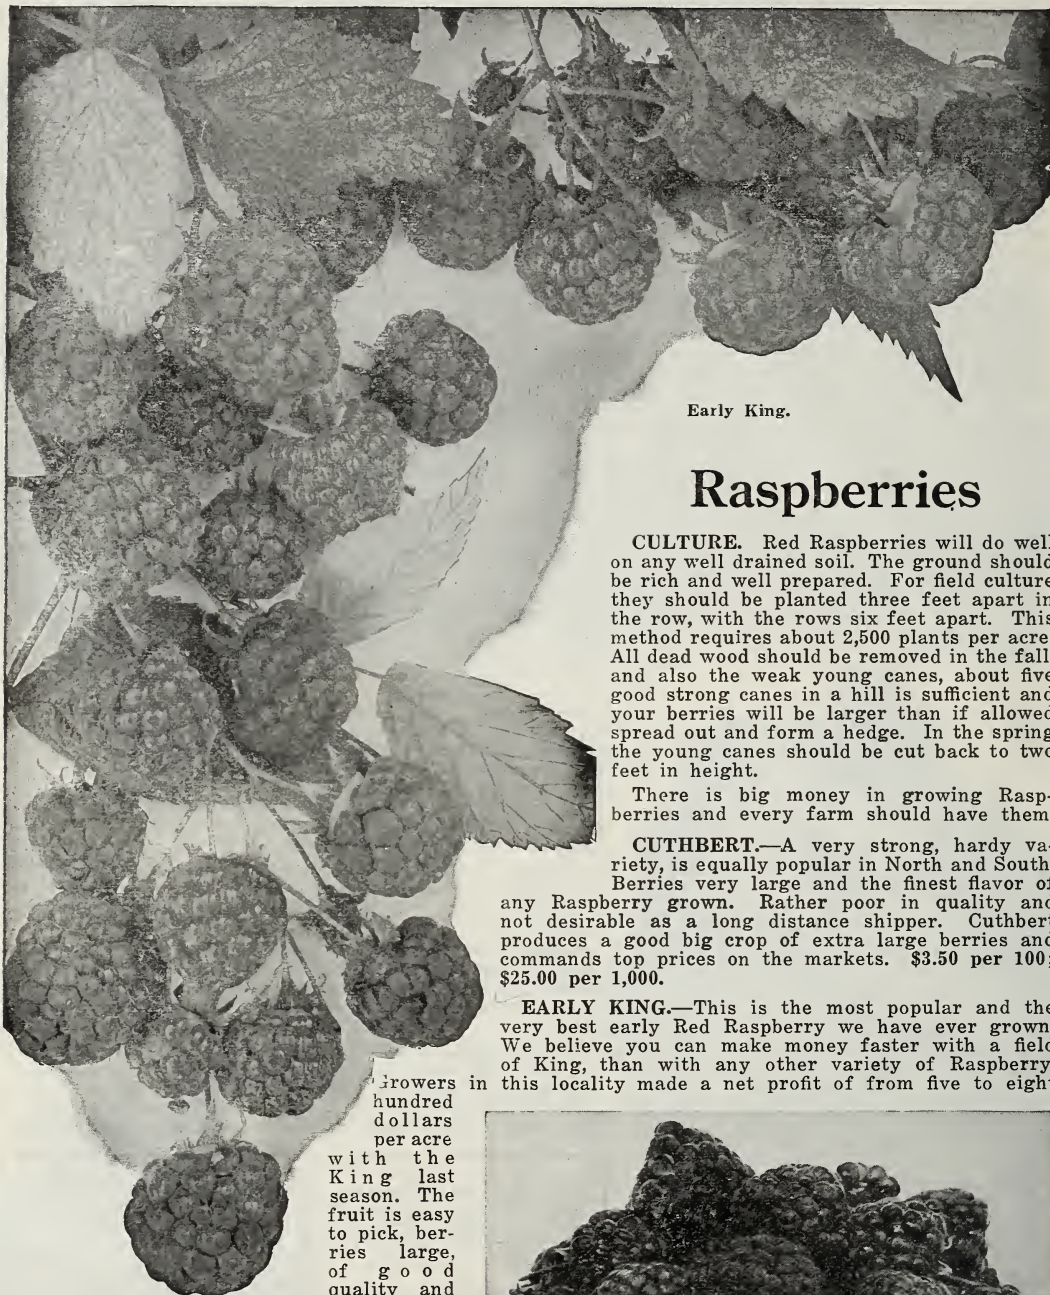 Early King.
Raspberries
CULTURE. Red Raspberries will do well
on any well drained soil. The ground should
be rich and well prepared. For field culture
they should be planted three feet apart in
the row, with the rows six feet apart. This
method requires about 2,500 plants per acre
All dead wood should be removed in the fall
and also the weak young canes, about five
good strong canes in a hill is sufficient and
your berries will be larger than if allowed
spread out and form a hedge. In the spring
the young canes should be cut back to two
feet in height.
There is big money in growing Rasp-
berries and every farm should have them
CUTHBERT.—A very strong, hardy va-
riety, is equally popular in North and South
Berries very large and the finest flavor of
any Raspberry grown. Rather poor in quality and
not desirable as a long distance shipper. Cuthbert
produces a good big crop of extra large berries and
commands top prices on the markets. $3.50 per 100;
$25.00 per 1,000.
EARLY KING.—This is the most popular and the
very best early Red Raspberry we have ever grown
We believe you can make money faster with a field
of King, than with any other variety of Raspberry
Growers in this locality made a net profit of from five to eight
hundred
dollars
per acre
with the
King last
season. The
fruit is easy
to pick, ber-
ries large,
of good
quality and